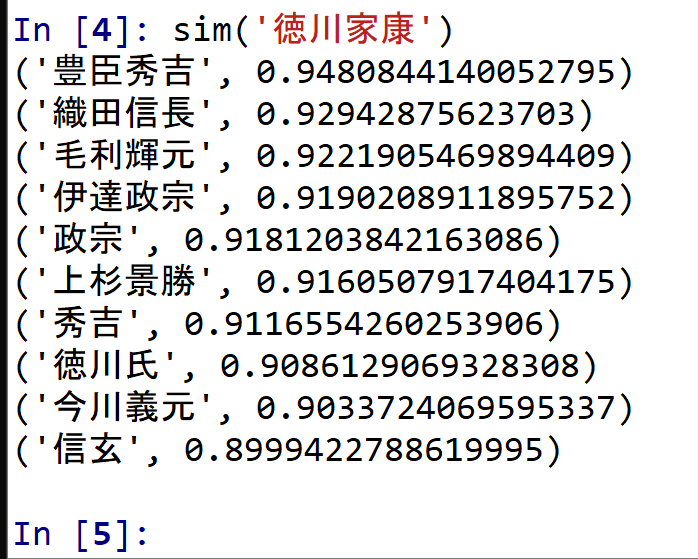 In [4]: sim('徳川家康')
('豊臣秀吉', 0.9480844140052795)
('織田信長', 0.92942875623703)
('毛利輝元', 0.9221905469894409)
('伊達政宗', 0.9190208911895752)
('政宗', 0.9181203842163086)
('上杉景勝', 0.9160507917404175)
('秀吉', 0.9116554260253906)
('徳川氏', 0.9086129069328308)
('今川義元', 0.9033724069595337)
('信玄', 0.8999422788619995)
In [5]: